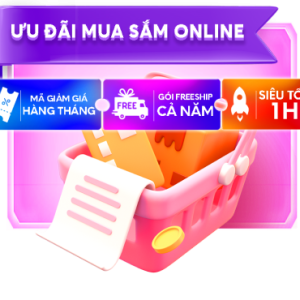 ƯU ĐÃI MUA SẮM ONLINE
MÃ GIẢM GIÁ
HÀNG THÁNG
FREE
GÓI FREESHIP
CẢ NĂM
SIÊU TỐ
1H